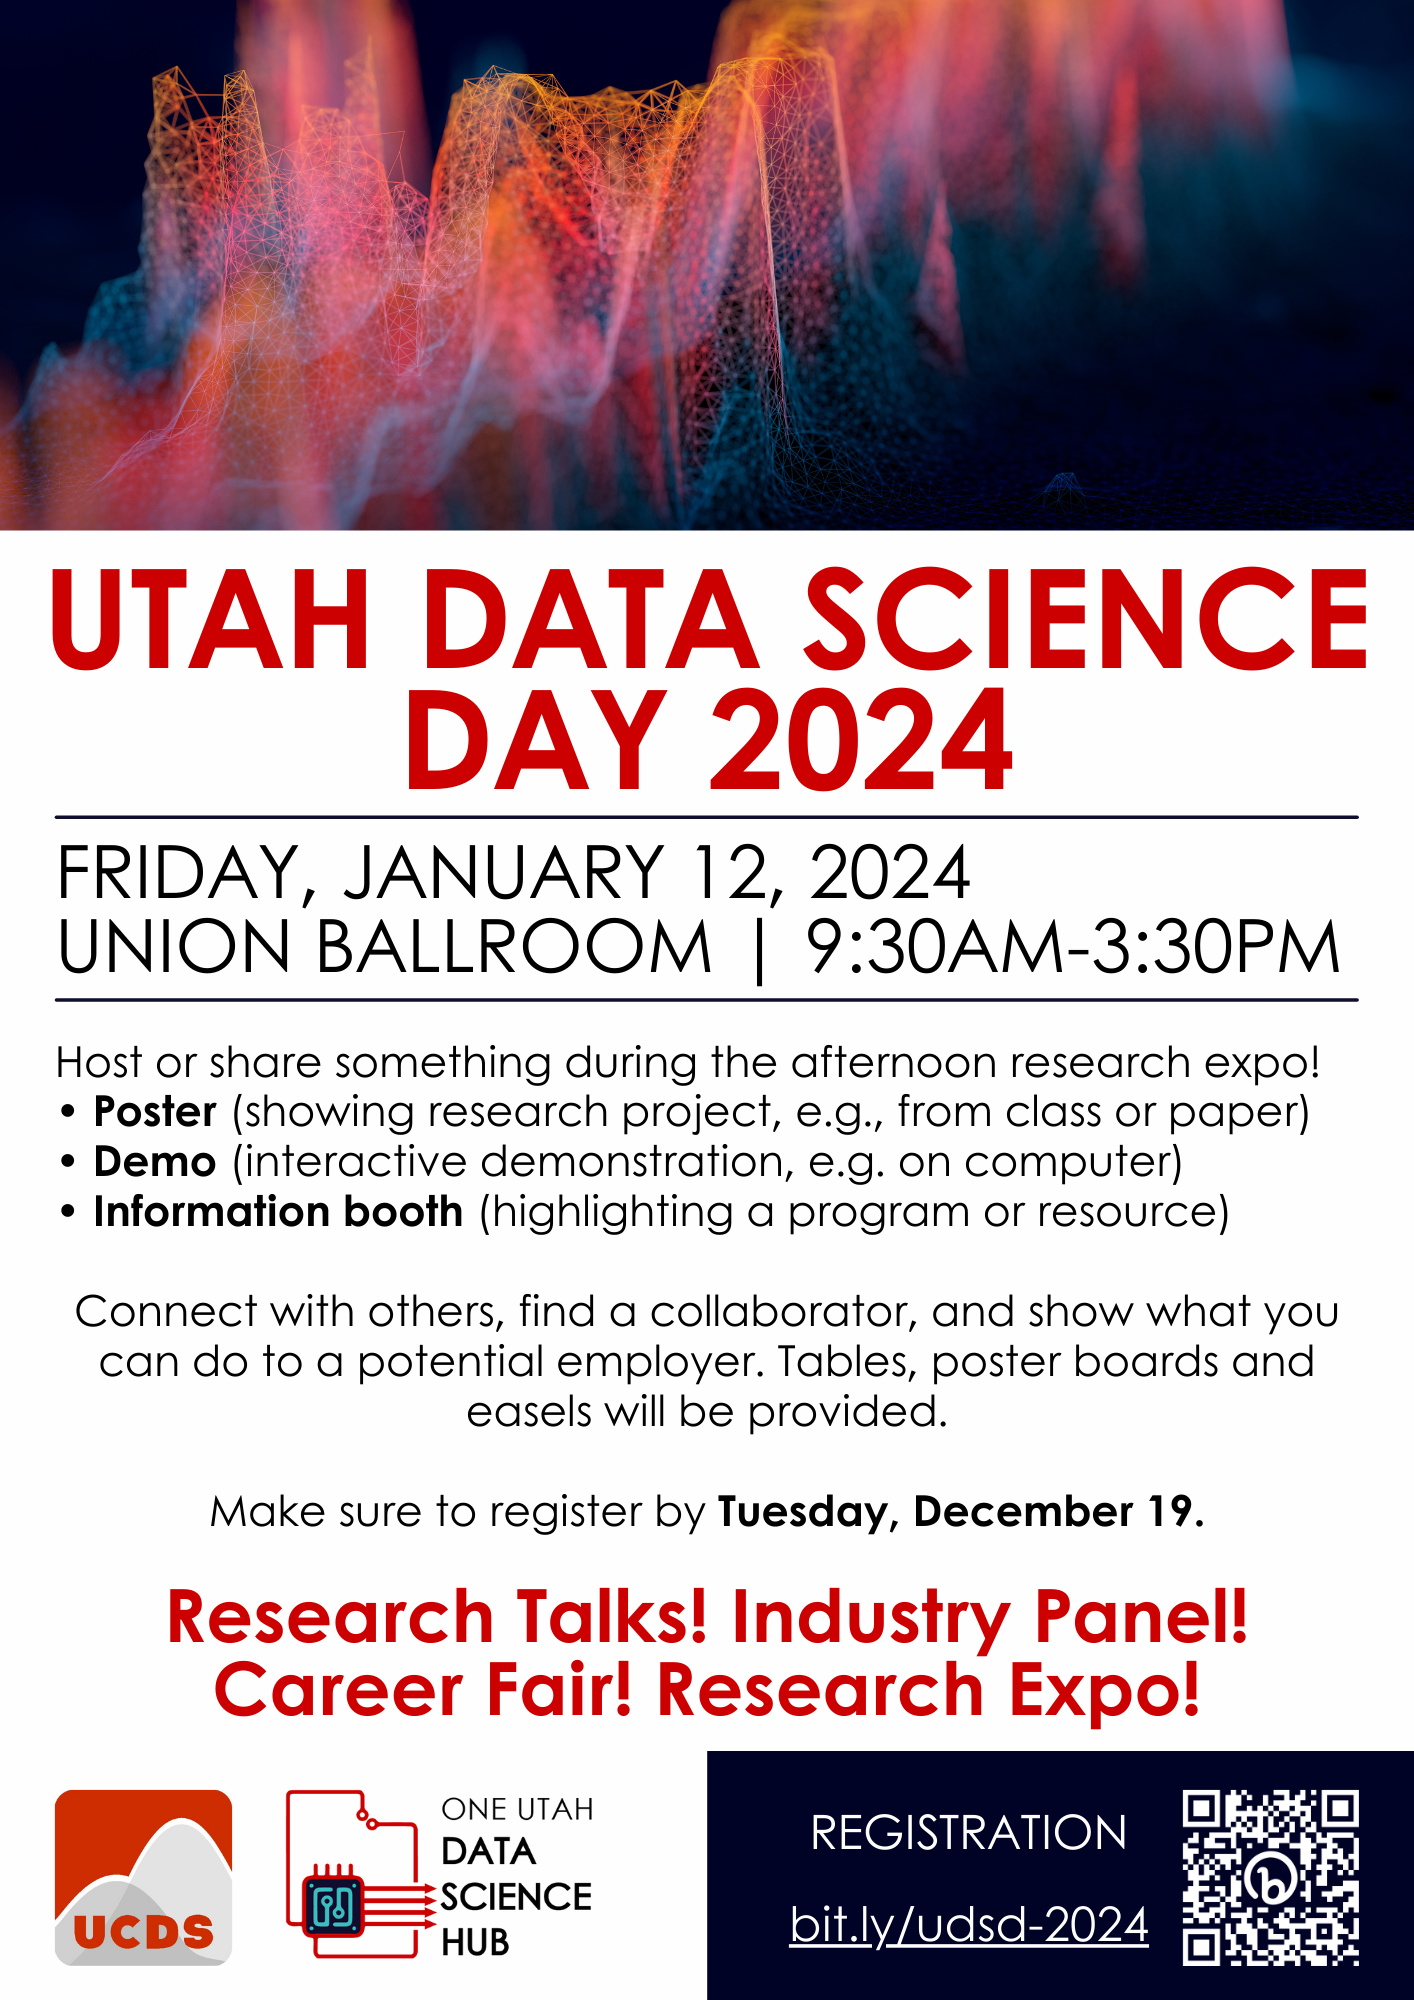 UTAH DATA SCIENCE
DAY 2024
FRIDAY, JANUARY 12, 2024
UNION BALLROOM | 9:30AM-3:30PM
Host or share something during the afternoon research expo!
• Poster (showing research project, e.g., from class or paper)
• Demo (interactive demonstration, e.g. on computer)
• Information booth (highlighting a program or resource)
Connect with others, find a collaborator, and show what you
can do to a potential employer. Tables, poster boards and
easels will be provided.
Make sure to register by Tuesday, December 19.
Research Talks! Industry Panel!
Career Fair! Research Expo!
UCDS
ONE UTAH
DATA
SCIENCE
HUB
REGISTRATION
bit.ly/udsd-2024
b